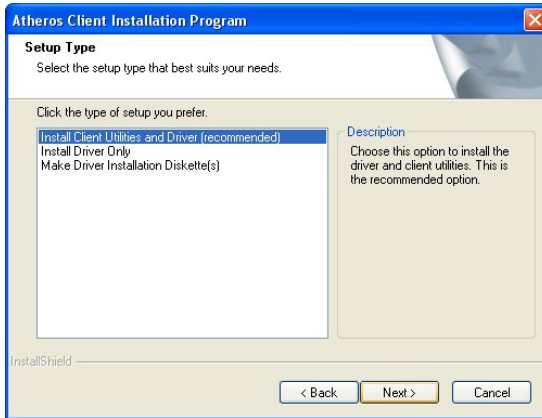 Atheros Client Installation Program
Setup Type
Select the setup type that best suits your needs.
Click the type of setup you prefer.
Install Client Utilities and Driver (recommended)
Install Driver Only
Make Driver Installation Diskette(s)
Description
Choose this option to install the
driver and client utilities. This is
the recommended option.
InstallShield
< Back
Next >
Cancel